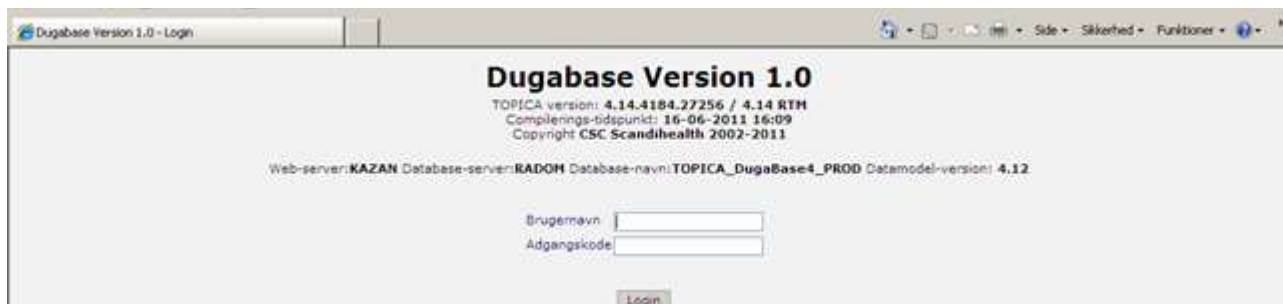 Dugabase Version 1.0 - Login
Side Sikkerhed Funktioner
Dugabase Version 1.0
TOPICA version: 4.14.4184.27256 / 4.14 RTM
Compilerings-tidspunkt: 16-06-2011 16:09
Copyright CSC Scandihealth 2002-2011
Web-server:KAZAN Database-server:RADOM Database-navn:TOPICA_DugaBase4_PROD Datamodel-version: 4.12
Brugernavn
Adgangskode
Login